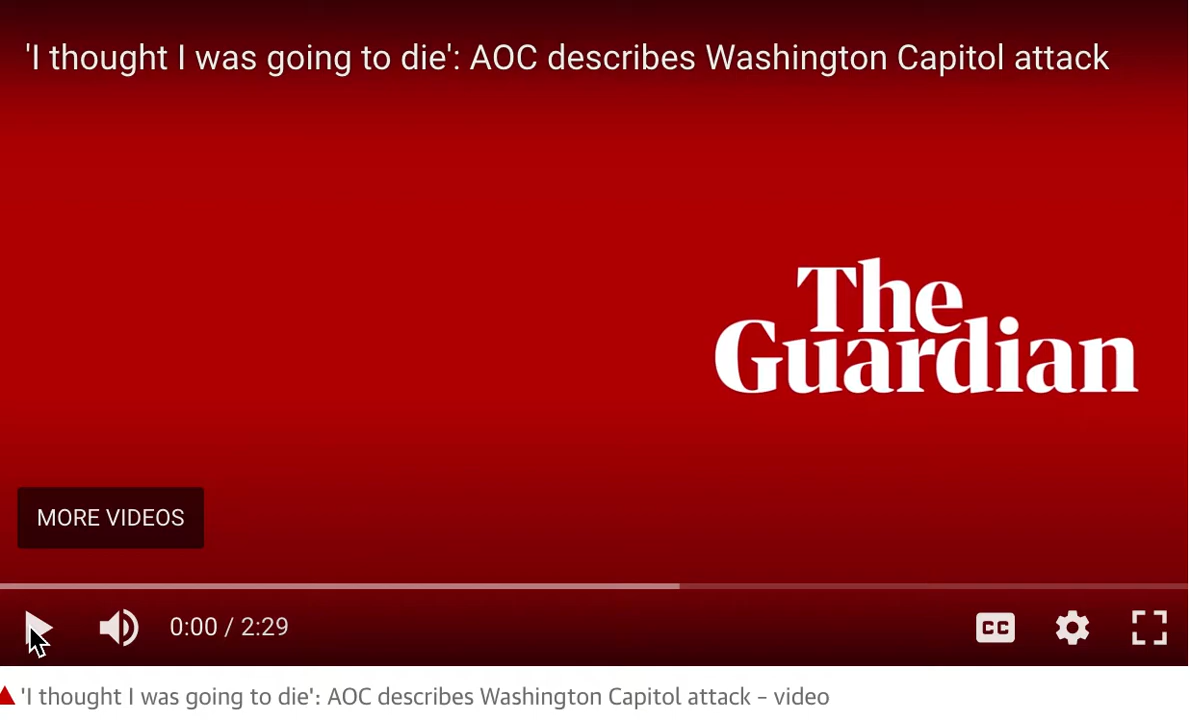 'I thought I was going to die': AOC describes Washington Capitol attack
The
Guardian
MORE VIDEOS
0:00 / 2:29
CC
'I thought I was going to die': AOC describes Washington Capitol attack – video